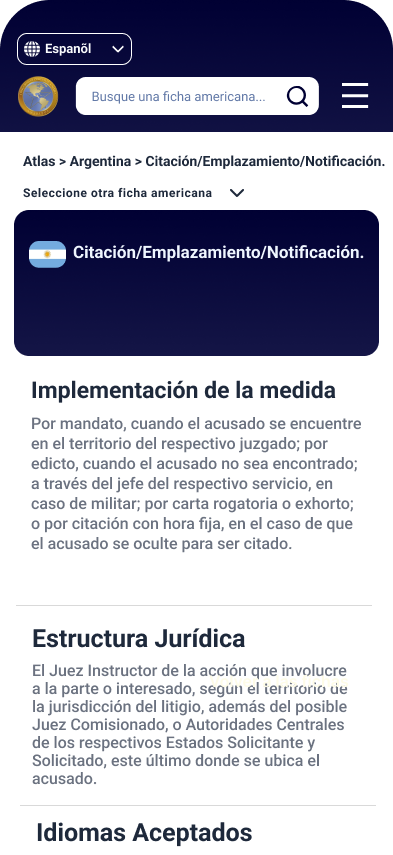 Espanõl
Busque una ficha americana...
Atlas > Argentina > Citación/Emplazamiento/Notificación.
Seleccione otra ficha americana
Citación/Emplazamiento/Notificación.
Implementación de la medida
Por mandato, cuando el acusado se encuentre
en el territorio del respectivo juzgado; por
edicto, cuando el acusado no sea encontrado;
a través del jefe del respectivo servicio, en
caso de militar; por carta rogatoria o exhorto;
o por citación con hora fija, en el caso de que
el acusado se oculte para ser citado.
Estructura Jurídica
El Juez Instructor de la acción que involucre
a la parte o interesado, según el territorio de
la jurisdicción del litigio, además del posible
Juez Comisionado, o Autoridades Centrales
de los respectivos Estados Solicitante y
Solicitado, este último donde se ubica el
acusado.
Idiomas Aceptados